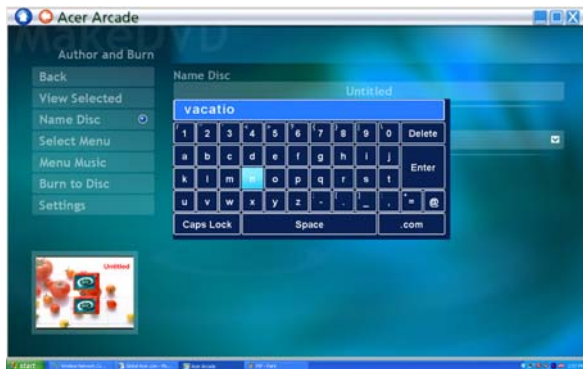 Acer Arcade
MakeDVD
Author and Burn
Back
View Selected
Name Disc
Select Menu
Menu Music
Burn to Disc
Settings
Name Disc
Untitled
vacatio
1 2 3 4 5 6 7 8 9 0 Delete
a b c d e f g h i j
Enter
k l m n o p q r s t
u v w x y z - . _ , @
Caps Lock Space .com
Untitled
start
Acer Arcade